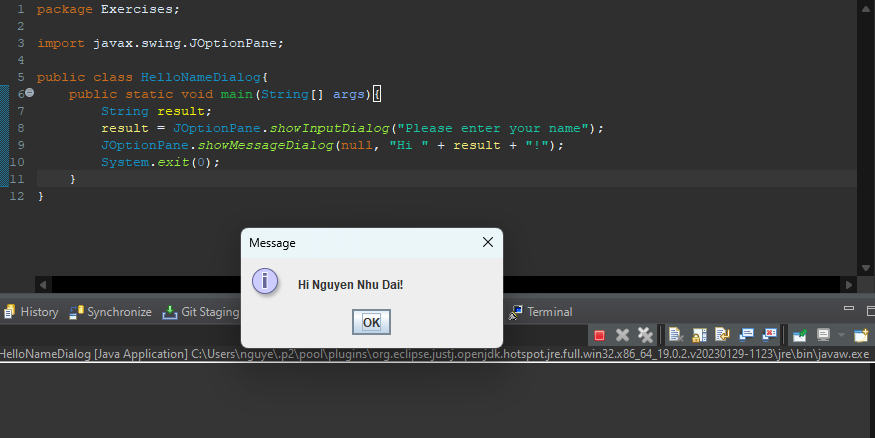 1 package Exercises;
2
3 import javax.swing.JOptionPane;
4
5 public class HelloNameDialog{
6 public static void main(String[] args){
7 String result;
8 result = JOptionPane.showInputDialog("Please enter your name");
9 JOptionPane.showMessageDialog(null, "Hi " + result + "!");
10 System.exit(0);
11 }
12 }
Message
Hi Nguyen Nhu Dai!
OK
History Synchronize Git Staging Terminal
HelloNameDialog [Java Application] C:\Users\nguye\.p2\pool\plugins\org.eclipse.justj.openjdk.hotspot.jre.full.win32.x86_64_19.0.2.v20230129-1123\jre\bin\javaw.exe